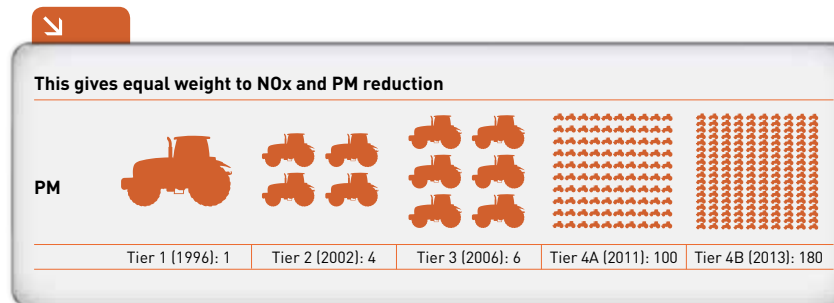 This gives equal weight to NOx and PM reduction
PM
Tier 1 (1996): 1
Tier 2 (2002): 4
Tier 3 (2006): 6
Tier 4A (2011): 100
Tier 4B (2013): 180